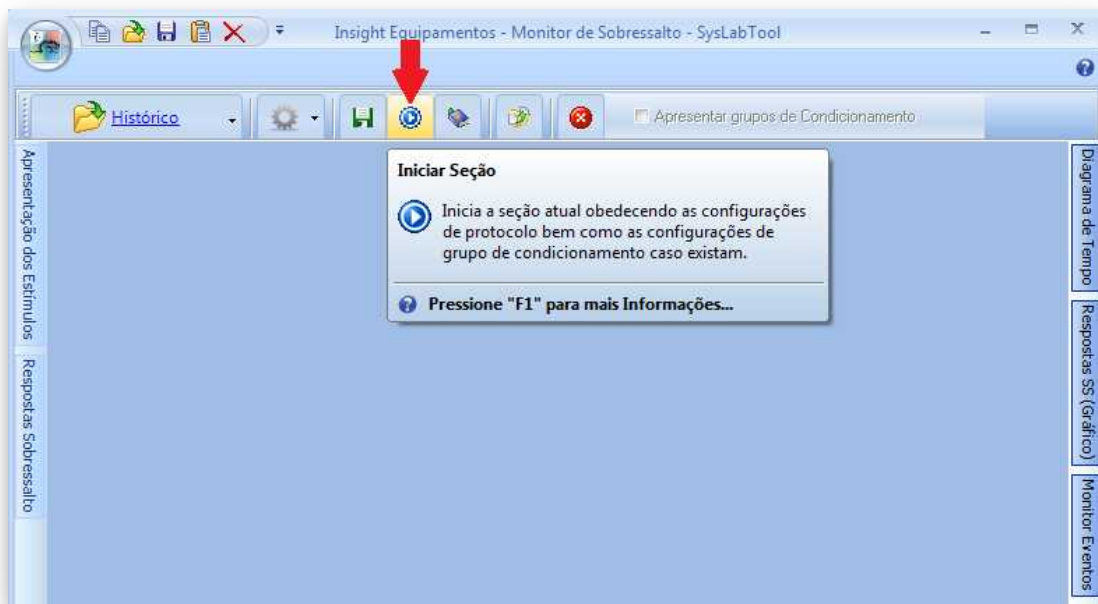 Insight Equipamentos - Monitor de Sobressalto - SysLabTool
Histórico
Apresentar grupos de Condicionamento
Apresentação dos Estímulos
Respostas Sobressalto
Iniciar Seção
Inicia a seção atual obedecendo as configurações
de protocolo bem como as configurações de
grupo de condicionamento caso existam.
Pressione "F1" para mais Informações...
Diagrama de Tempo
Respostas SS (Gráfico)
Monitor Eventos